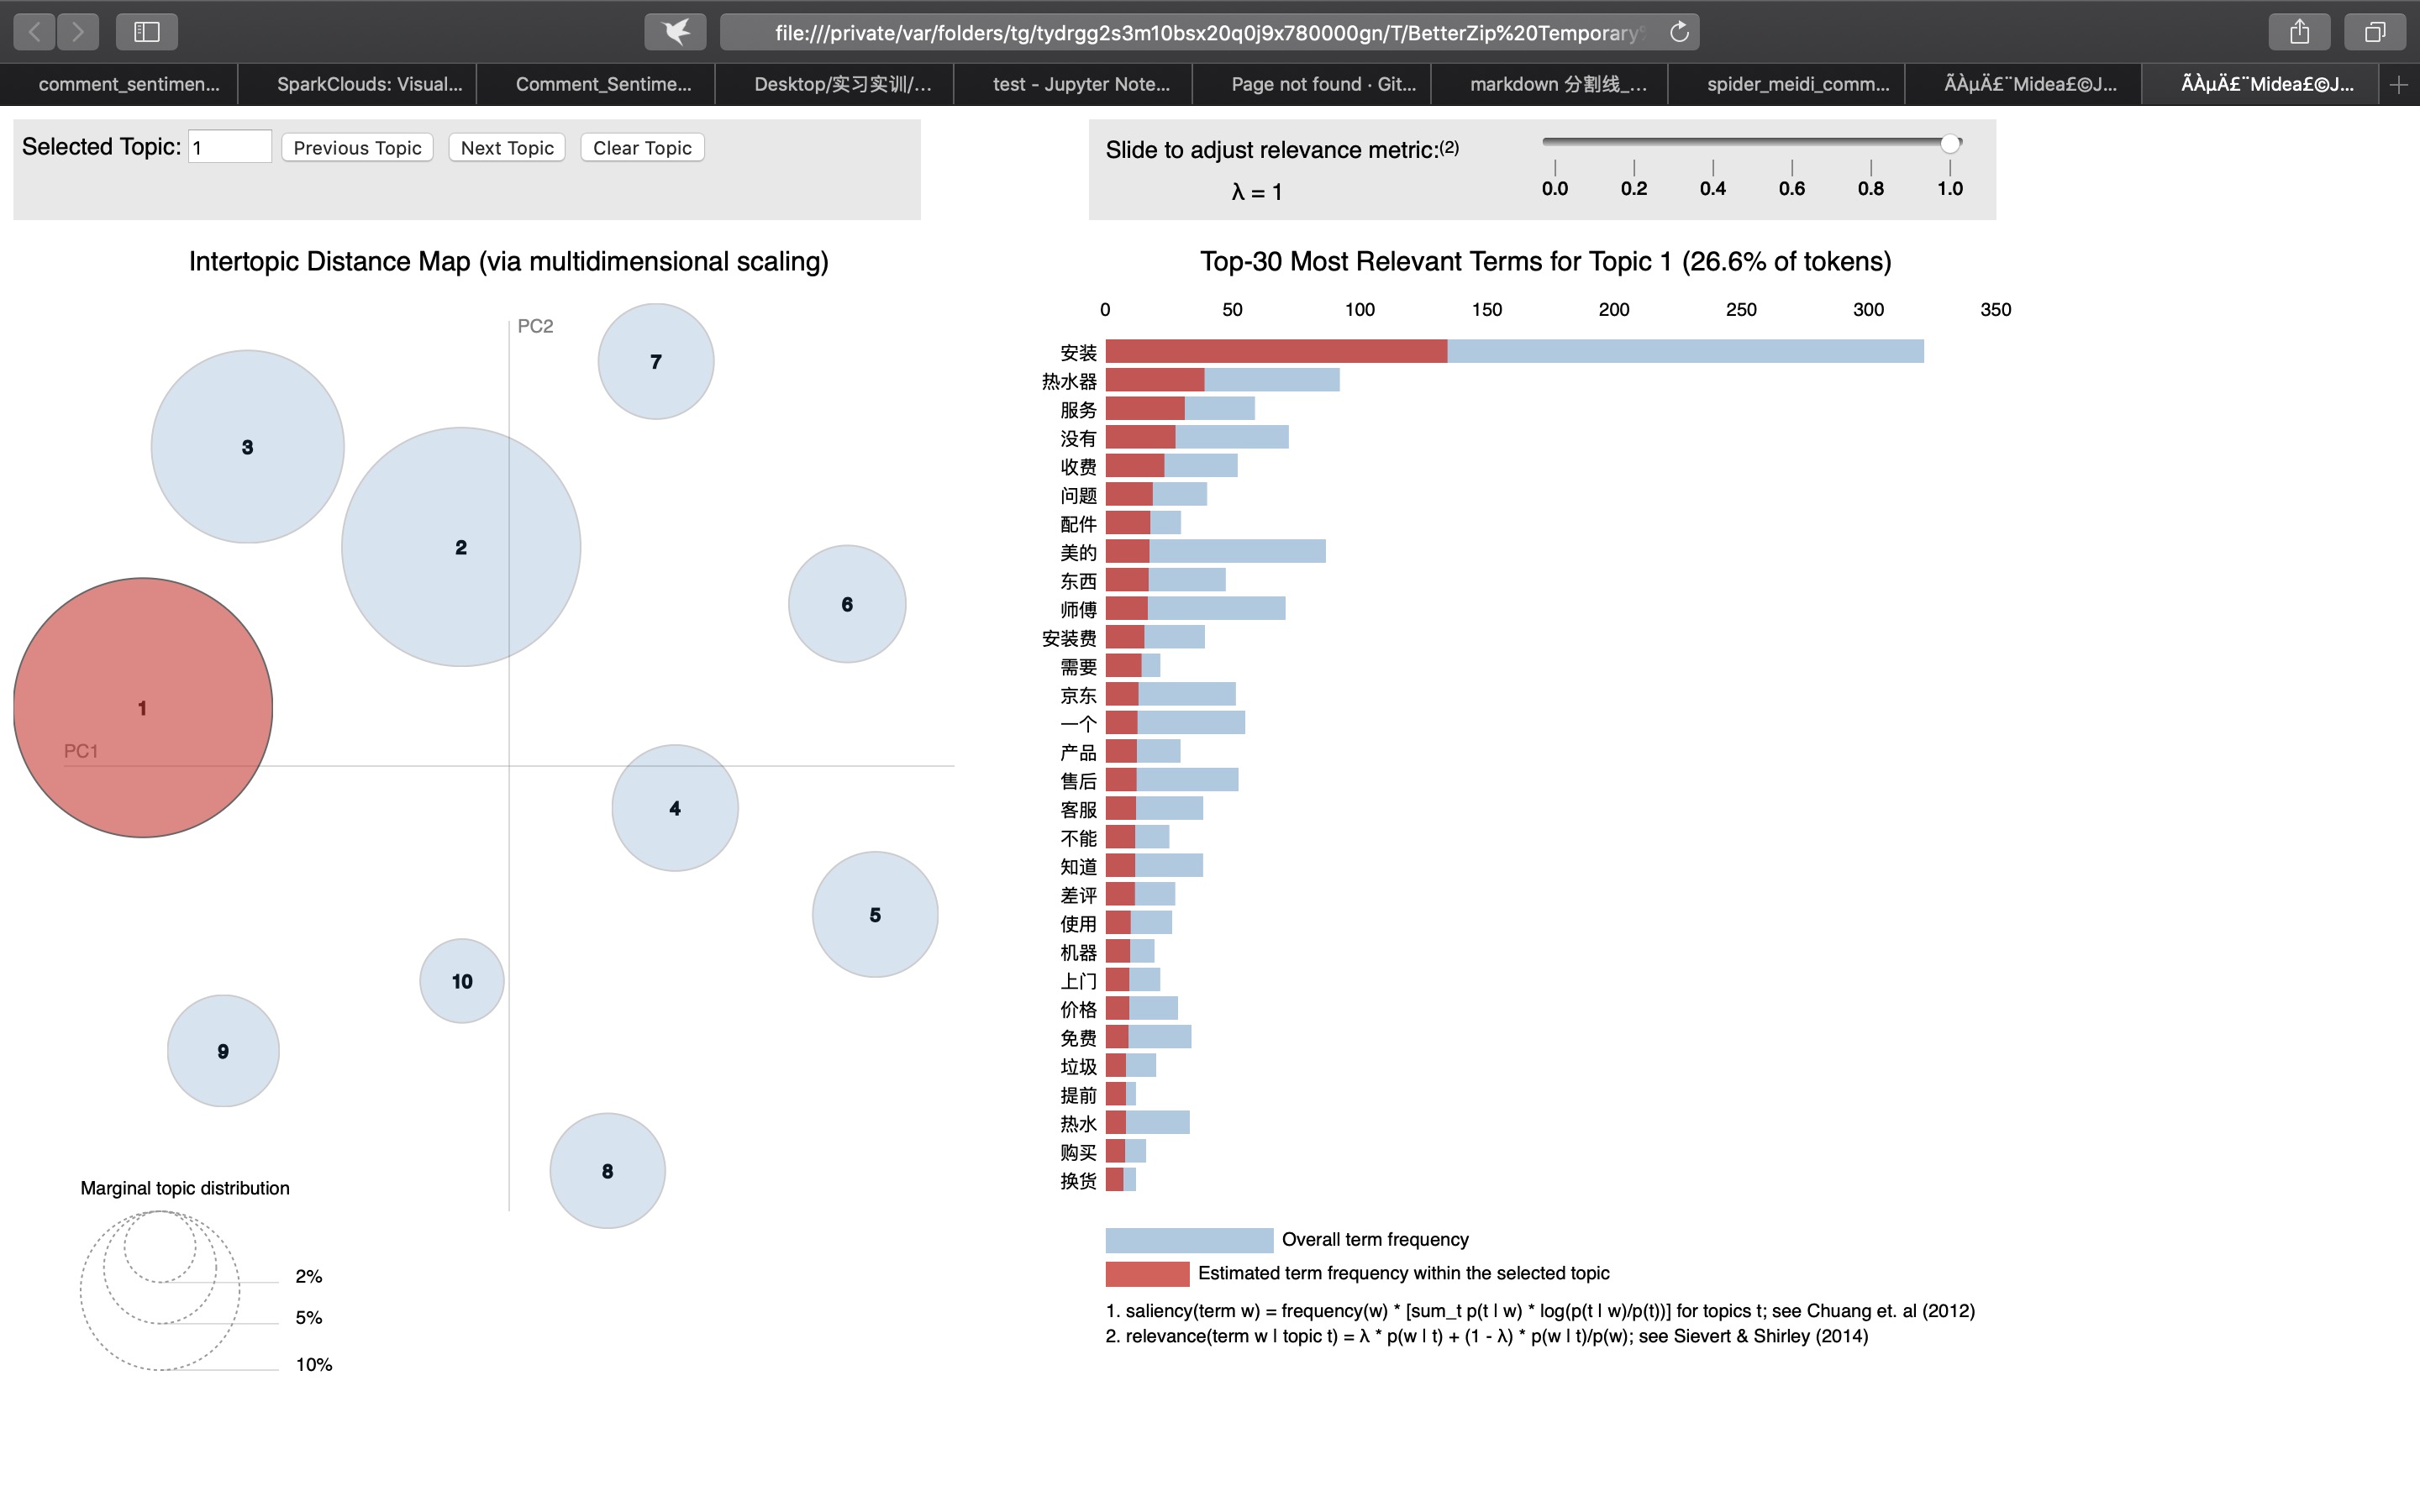 file:///private/var/folders/tg/tydrgg2s3m10bsx20q0j9x780000gn/T/BetterZip%20Temporary
comment_sentimen...
SparkClouds: Visual...
Comment_Sentime...
Desktop/实习实训/...
test - Jupyter Note...
Page not found · Git...
markdown 分割线_...
spider_meidi_comm...
ÃÀµÄ£¨Midea£©J...
ÃÀµÄ£¨Midea£©J...
Selected Topic: 1 Previous Topic Next Topic Clear Topic
Slide to adjust relevance metric:(2)
λ = 1
0.0 0.2 0.4 0.6 0.8 1.0
Intertopic Distance Map (via multidimensional scaling)
PC2
7
3
2
6
1
PC1
4
5
10
9
8
Marginal topic distribution
2%
5%
10%
Top-30 Most Relevant Terms for Topic 1 (26.6% of tokens)
0 50 100 150 200 250 300 350
安装
热水器
服务
没有
收费
问题
配件
美的
东西
师傅
安装费
需要
京东
一个
产品
售后
客服
不能
知道
差评
使用
机器
上门
价格
免费
垃圾
提前
热水
购买
换货
Overall term frequency
Estimated term frequency within the selected topic
1. saliency(term w) = frequency(w) * [sum_t p(t | w) * log(p(t | w)/p(t))] for topics t; see Chuang et. al (2012)
2. relevance(term w | topic t) = λ * p(w | t) + (1 - λ) * p(w | t)/p(w); see Sievert & Shirley (2014)